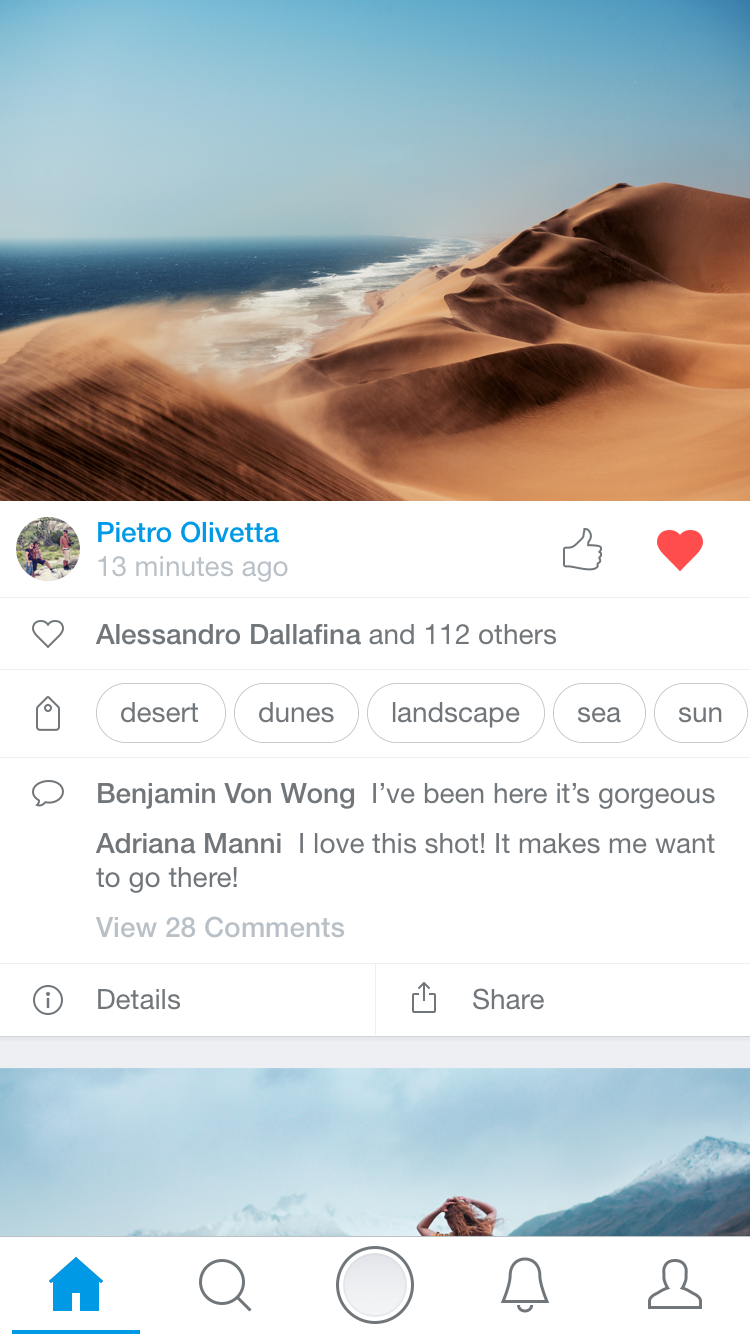 Pietro Olivetta
13 minutes ago
Alessandro Dallafina and 112 others
desert dunes landscape sea sun
Benjamin Von Wong I’ve been here it’s gorgeous
Adriana Manni I love this shot! It makes me want
to go there!
View 28 Comments
Details Share